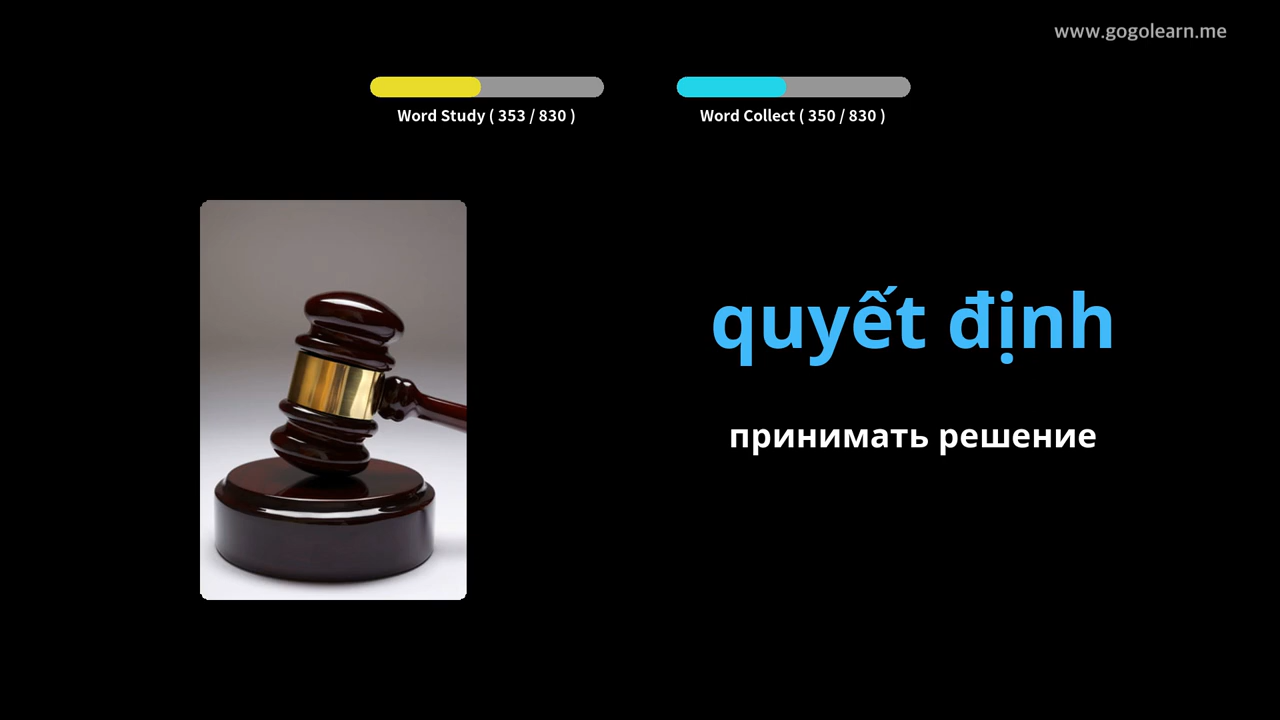 www.gogolearn.me
Word Study ( 353 / 830 )
Word Collect ( 350 / 830 )
quyết định
принимать решение